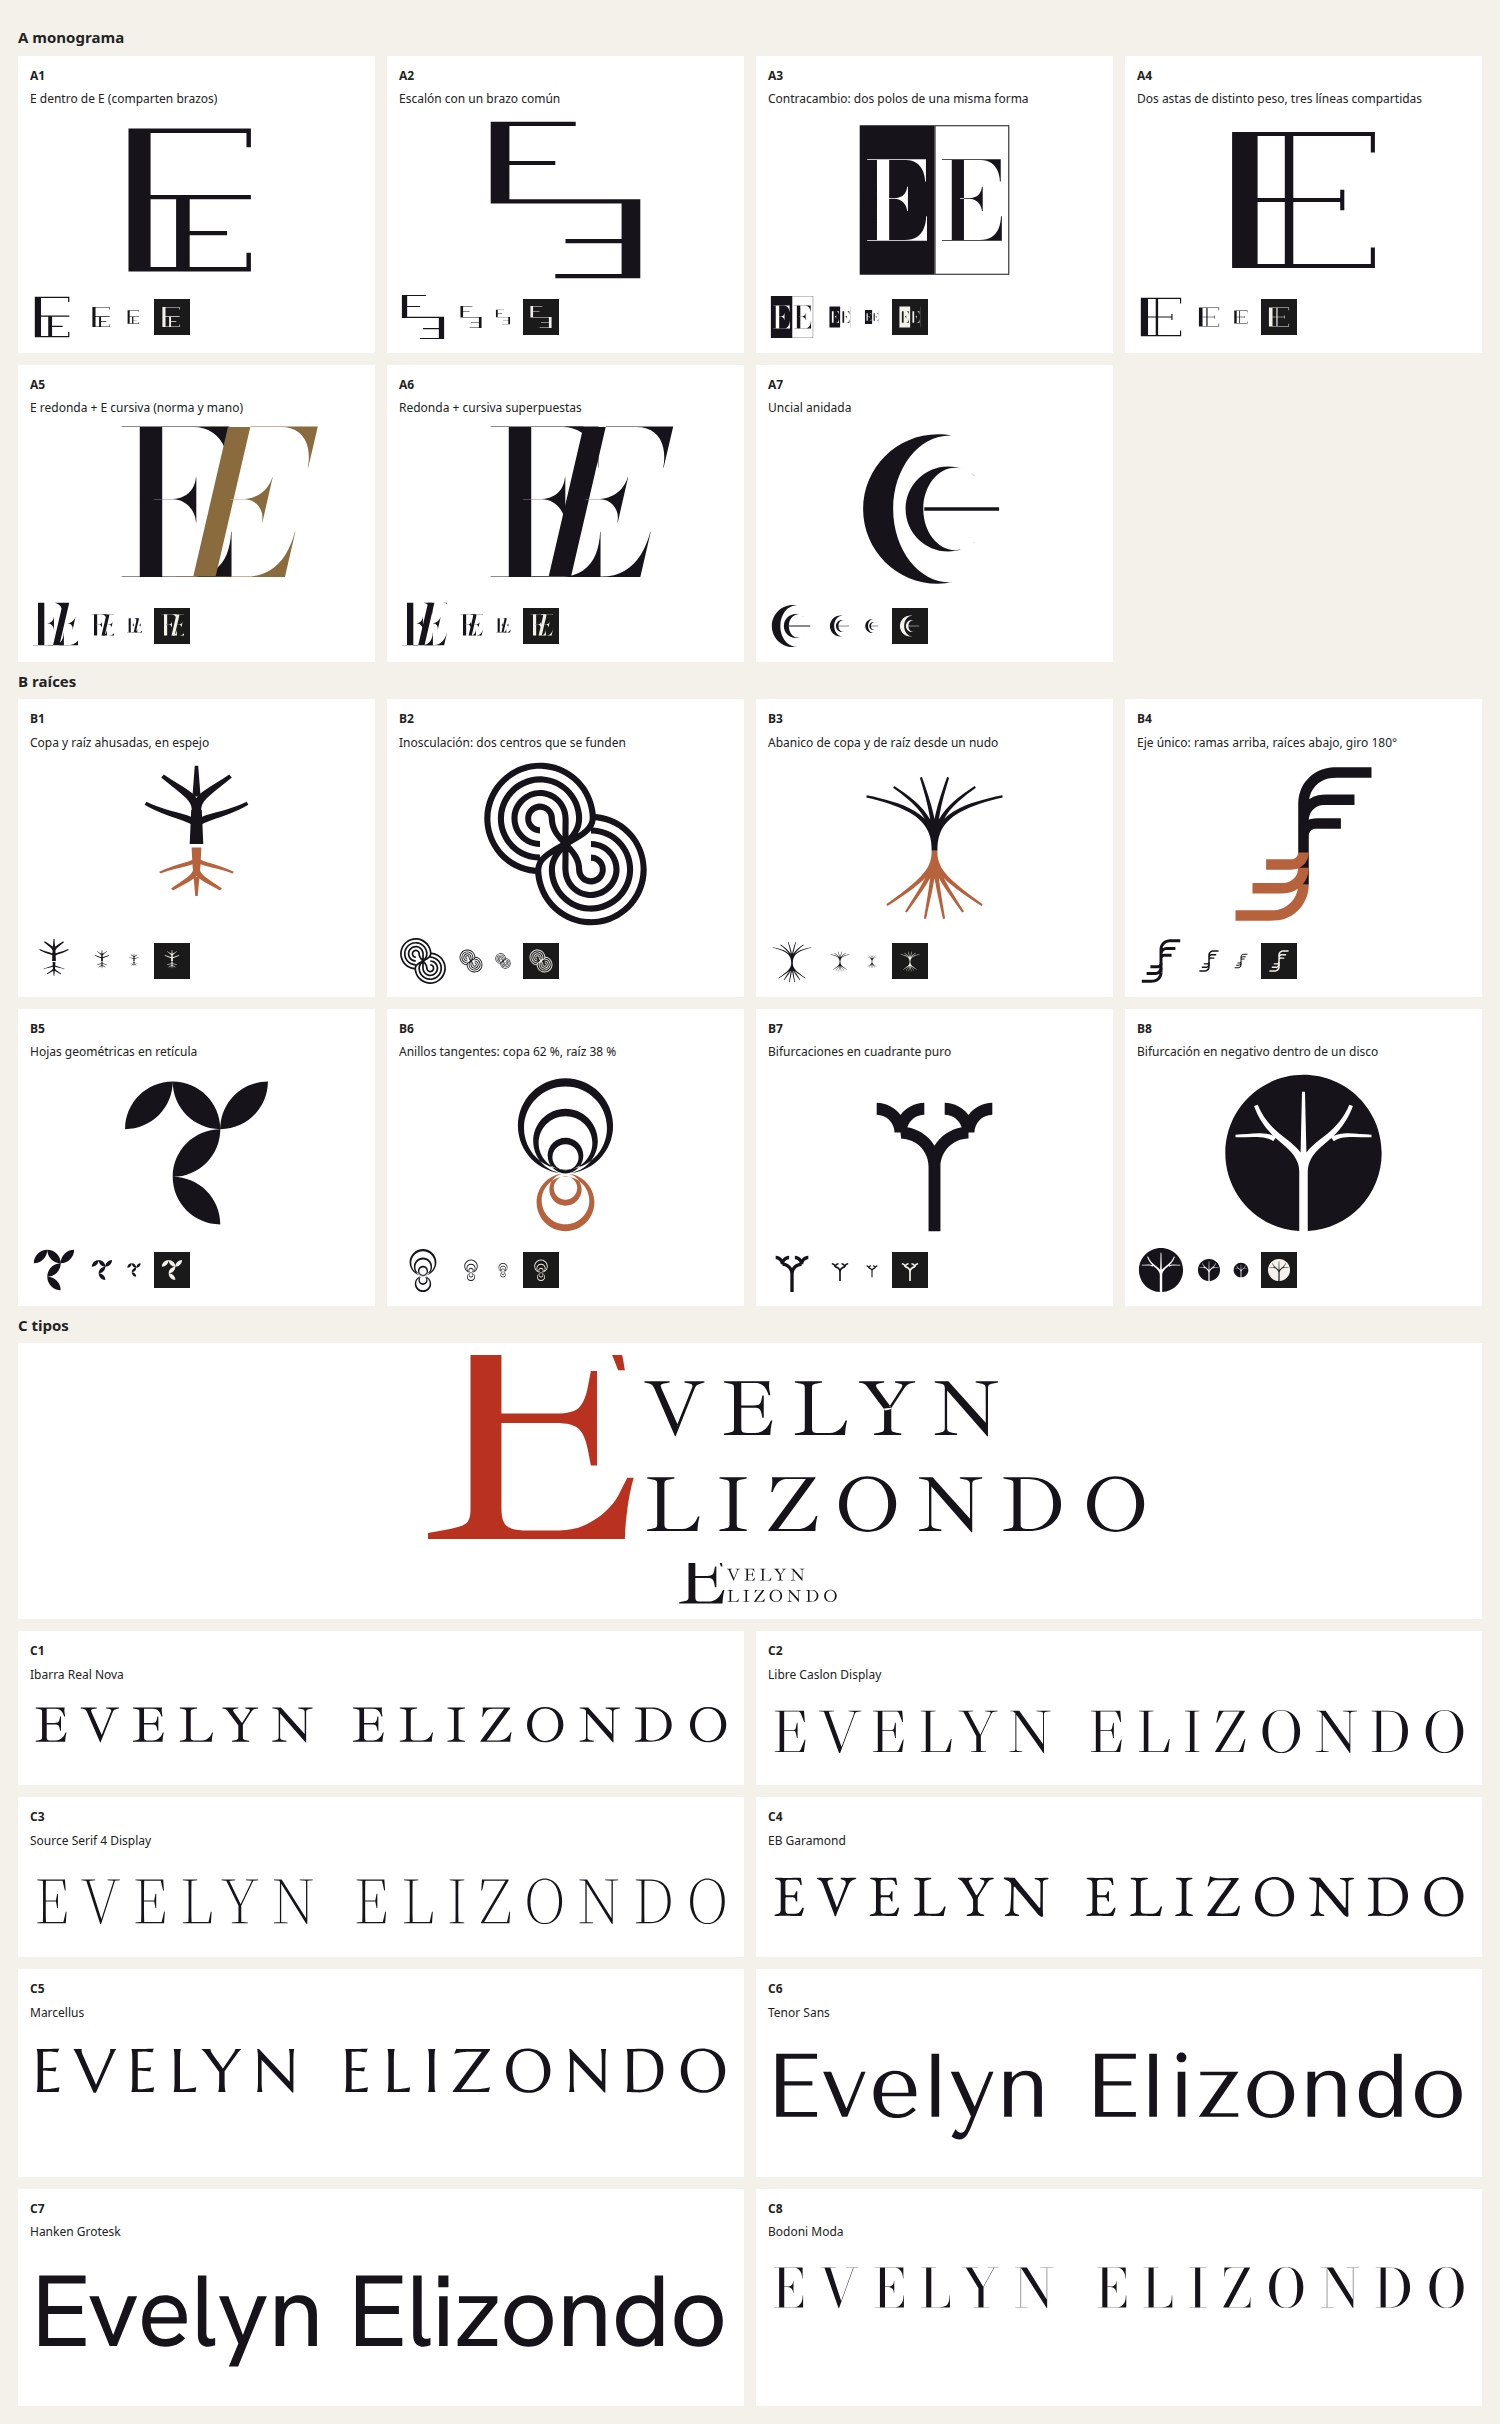 A monograma
A1
E dentro de E (comparten brazos)
A2
Escalón con un brazo común
A3
Contracambio: dos polos de una misma forma
A4
Dos astas de distinto peso, tres líneas compartidas
A5
E redonda + E cursiva (norma y mano)
A6
Redonda + cursiva superpuestas
A7
Uncial anidada
B raíces
B1
Copa y raíz ahusadas, en espejo
B2
Inosculación: dos centros que se funden
B3
Abanico de copa y de raíz desde un nudo
B4
Eje único: ramas arriba, raíces abajo, giro 180°
B5
Hojas geométricas en retícula
B6
Anillos tangentes: copa 62 %, raíz 38 %
B7
Bifurcaciones en cuadrante puro
B8
Bifurcación en negativo dentro de un disco
C tipos
EVELYN
LIZONDO
EVELYN
LIZONDO
C1
Ibarra Real Nova
EVELYN ELIZONDO
C2
Libre Caslon Display
EVELYN ELIZONDO
C3
Source Serif 4 Display
EVELYN ELIZONDO
C4
EB Garamond
EVELYN ELIZONDO
C5
Marcellus
EVELYN ELIZONDO
C6
Tenor Sans
Evelyn Elizondo
C7
Hanken Grotesk
Evelyn Elizondo
C8
Bodoni Moda
EVELYN ELIZONDO